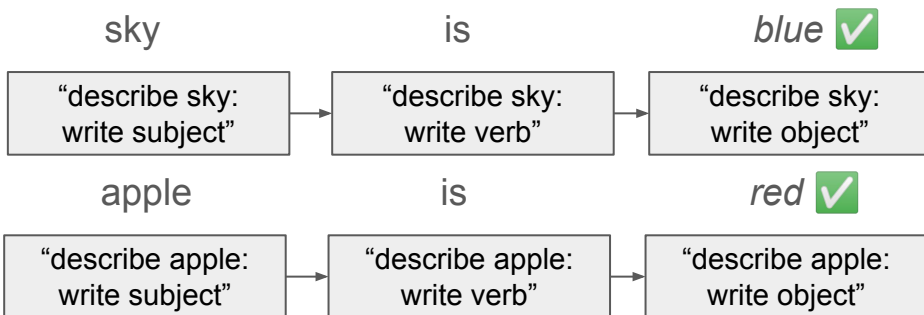 sky is blue ✅
“describe sky: “describe sky: “describe sky:
write subject” write verb” write object”
apple is red ✅
“describe apple: “describe apple: “describe apple:
write subject” write verb” write object”